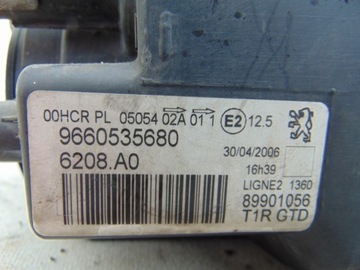 00HCR PL 05054 02A 01 1 E2 12.5
9660535680
6208.A0
30/04/2006
16h39
LIGNE2 1360
89901056
T1R GTD